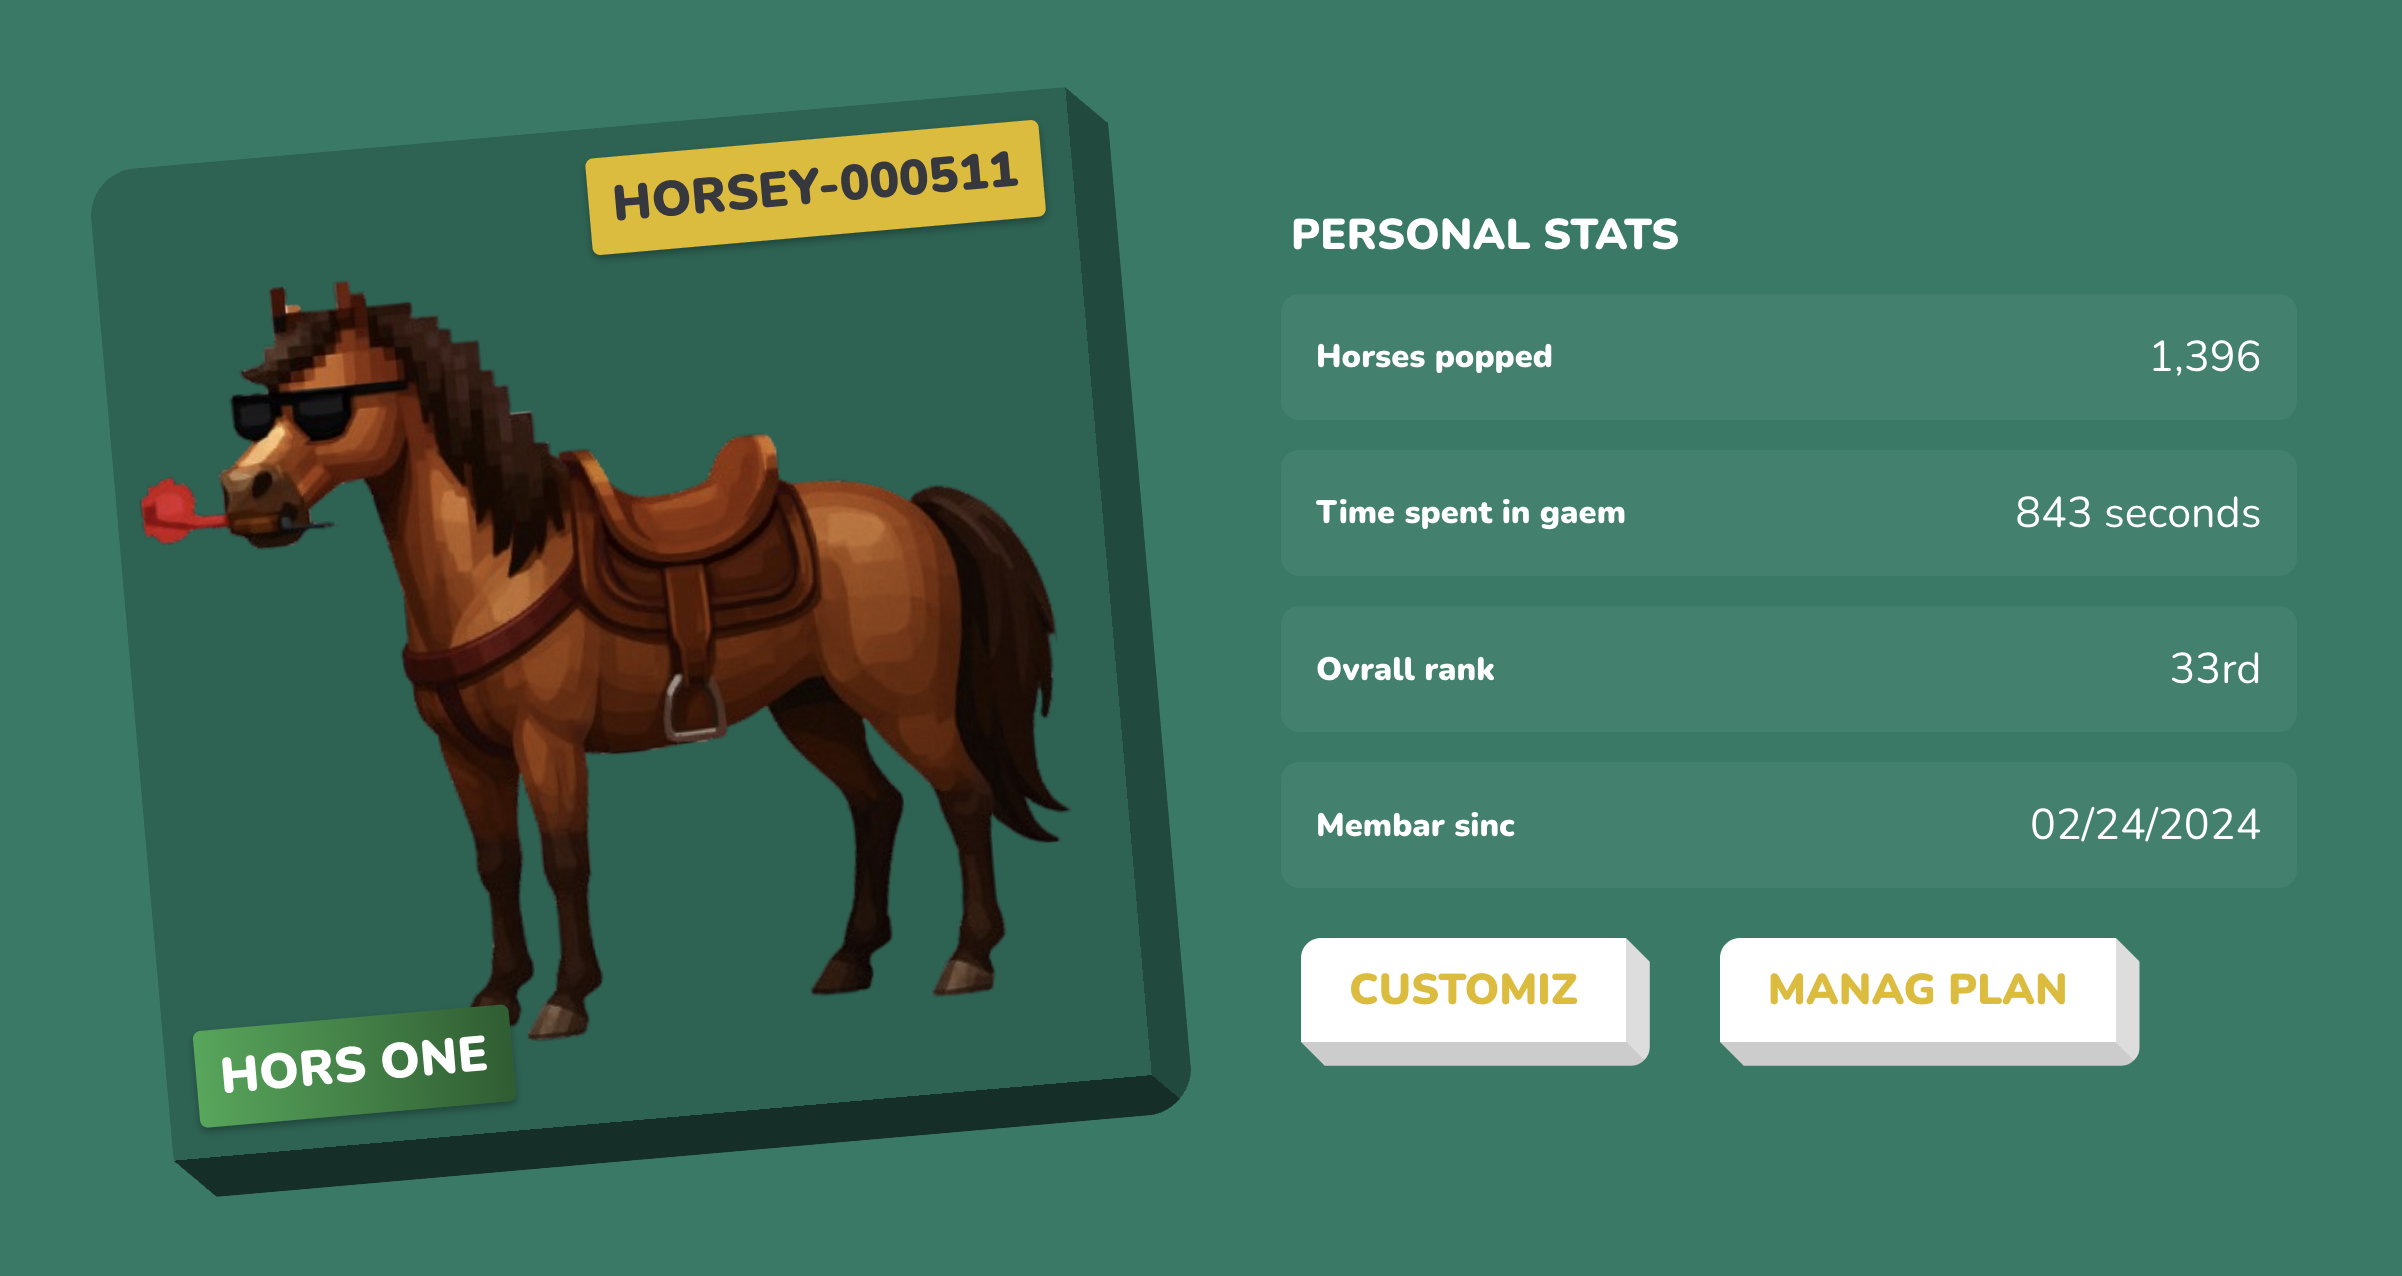 HORSEY-000511
HORS ONE
PERSONAL STATS
Horses popped 1,396
Time spent in gaem 843 seconds
Ovrall rank 33rd
Membar sinc 02/24/2024
CUSTOMIZ MANAG PLAN